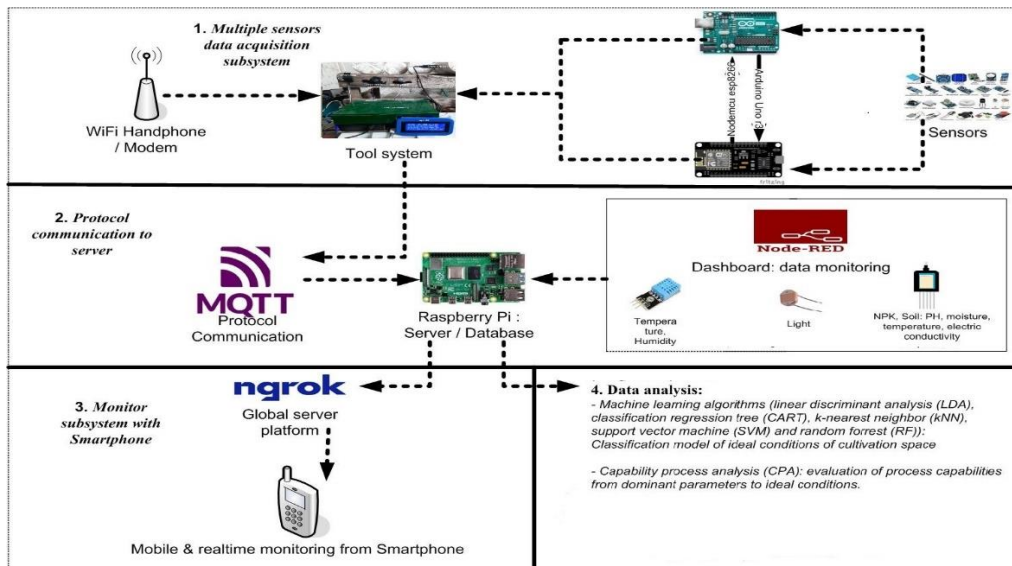 1. Multiple sensors
data acquisition
subsystem
WiFi Handphone
/ Modem
Tool system
Nodemcu esp8266
Arduino Uno r3
Sensors
fritzing
2. Protocol
communication to
server
MQTT
Protocol
Communication
Raspberry Pi :
Server / Database
Node-RED
Dashboard: data monitoring
Tempera
ture,
Humidity
Light
NPK, Soil: PH, moisture,
temperature, electric
conductivity
3. Monitor
subsystem with
Smartphone
ngrok
Global server
platform
Mobile & realtime monitoring from Smartphone
4. Data analysis:
- Machine learning algorithms (linear discriminant analysis (LDA),
classification regression tree (CART), k-nearest neighbor (kNN),
support vector machine (SVM) and random forrest (RF)):
Classification model of ideal conditions of cultivation space
- Capability process analysis (CPA): evaluation of process capabilities
from dominant parameters to ideal conditions.